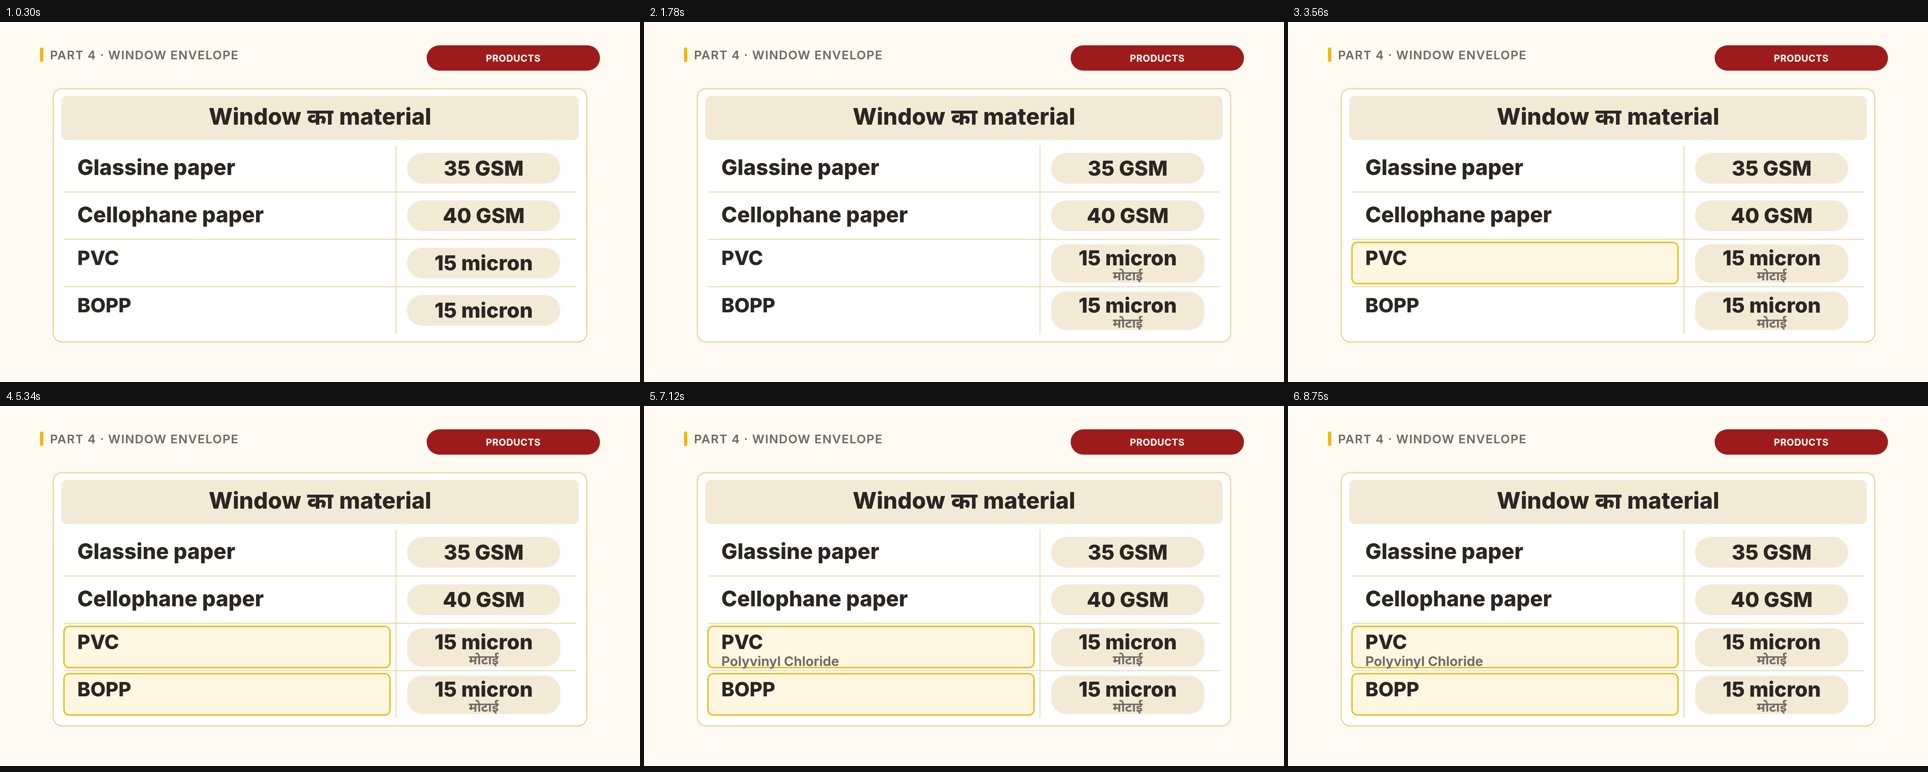 1. 0.30s
PART 4 · WINDOW ENVELOPE
PRODUCTS
Window का material
Glassine paper
35 GSM
Cellophane paper
40 GSM
PVC
15 micron
BOPP
15 micron
2. 1.78s
PART 4 · WINDOW ENVELOPE
PRODUCTS
Window का material
Glassine paper
35 GSM
Cellophane paper
40 GSM
PVC
15 micron
मोटाई
BOPP
15 micron
मोटाई
3. 3.56s
PART 4 · WINDOW ENVELOPE
PRODUCTS
Window का material
Glassine paper
35 GSM
Cellophane paper
40 GSM
PVC
15 micron
मोटाई
BOPP
15 micron
मोटाई
4. 5.34s
PART 4 · WINDOW ENVELOPE
PRODUCTS
Window का material
Glassine paper
35 GSM
Cellophane paper
40 GSM
PVC
15 micron
मोटाई
BOPP
15 micron
मोटाई
5. 7.12s
PART 4 · WINDOW ENVELOPE
PRODUCTS
Window का material
Glassine paper
35 GSM
Cellophane paper
40 GSM
PVC
Polyvinyl Chloride
15 micron
मोटाई
BOPP
15 micron
मोटाई
6. 8.75s
PART 4 · WINDOW ENVELOPE
PRODUCTS
Window का material
Glassine paper
35 GSM
Cellophane paper
40 GSM
PVC
Polyvinyl Chloride
15 micron
मोटाई
BOPP
15 micron
मोटाई